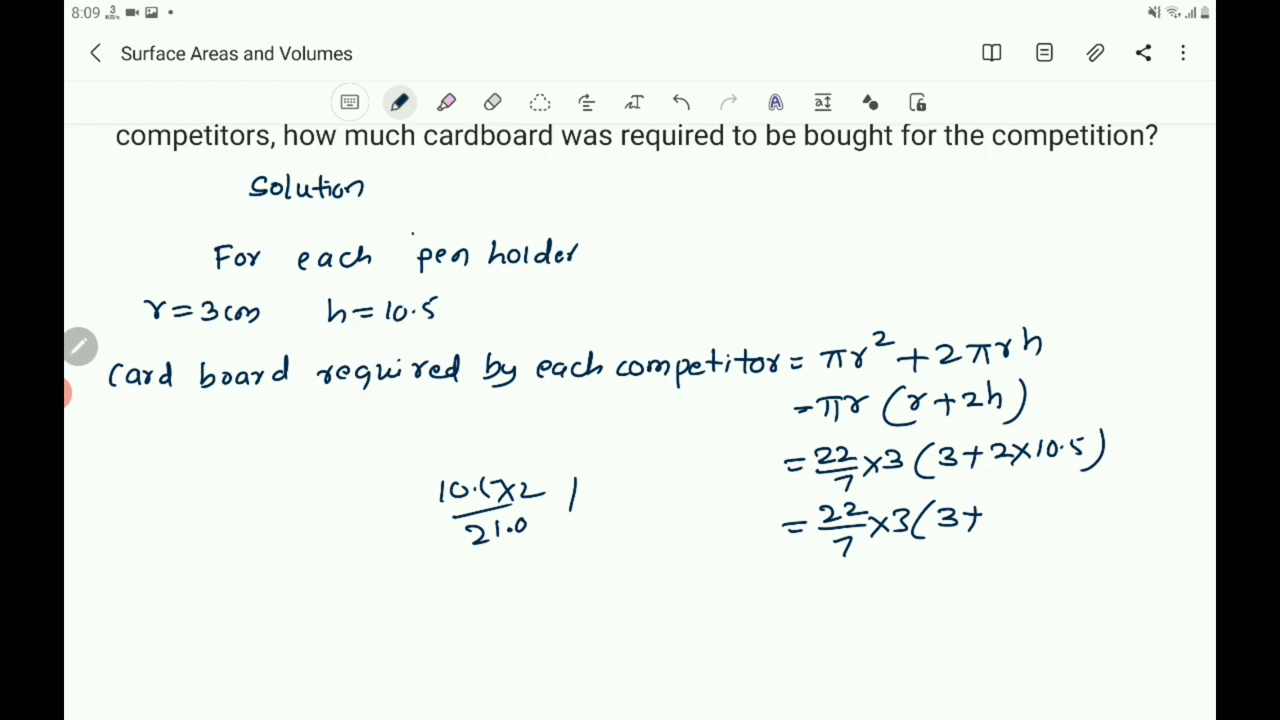 8:09 3 KB/s
Surface Areas and Volumes
competitors, how much cardboard was required to be bought for the competition?
Solution
For each pen holder
r = 3cm h = 10.5
Card board required by each competitor = πr² + 2πrh
= πr (r + 2h)
= 22/7 × 3 (3 + 2×10.5)
10.5×2
21.0
= 22/7 × 3 (3 +